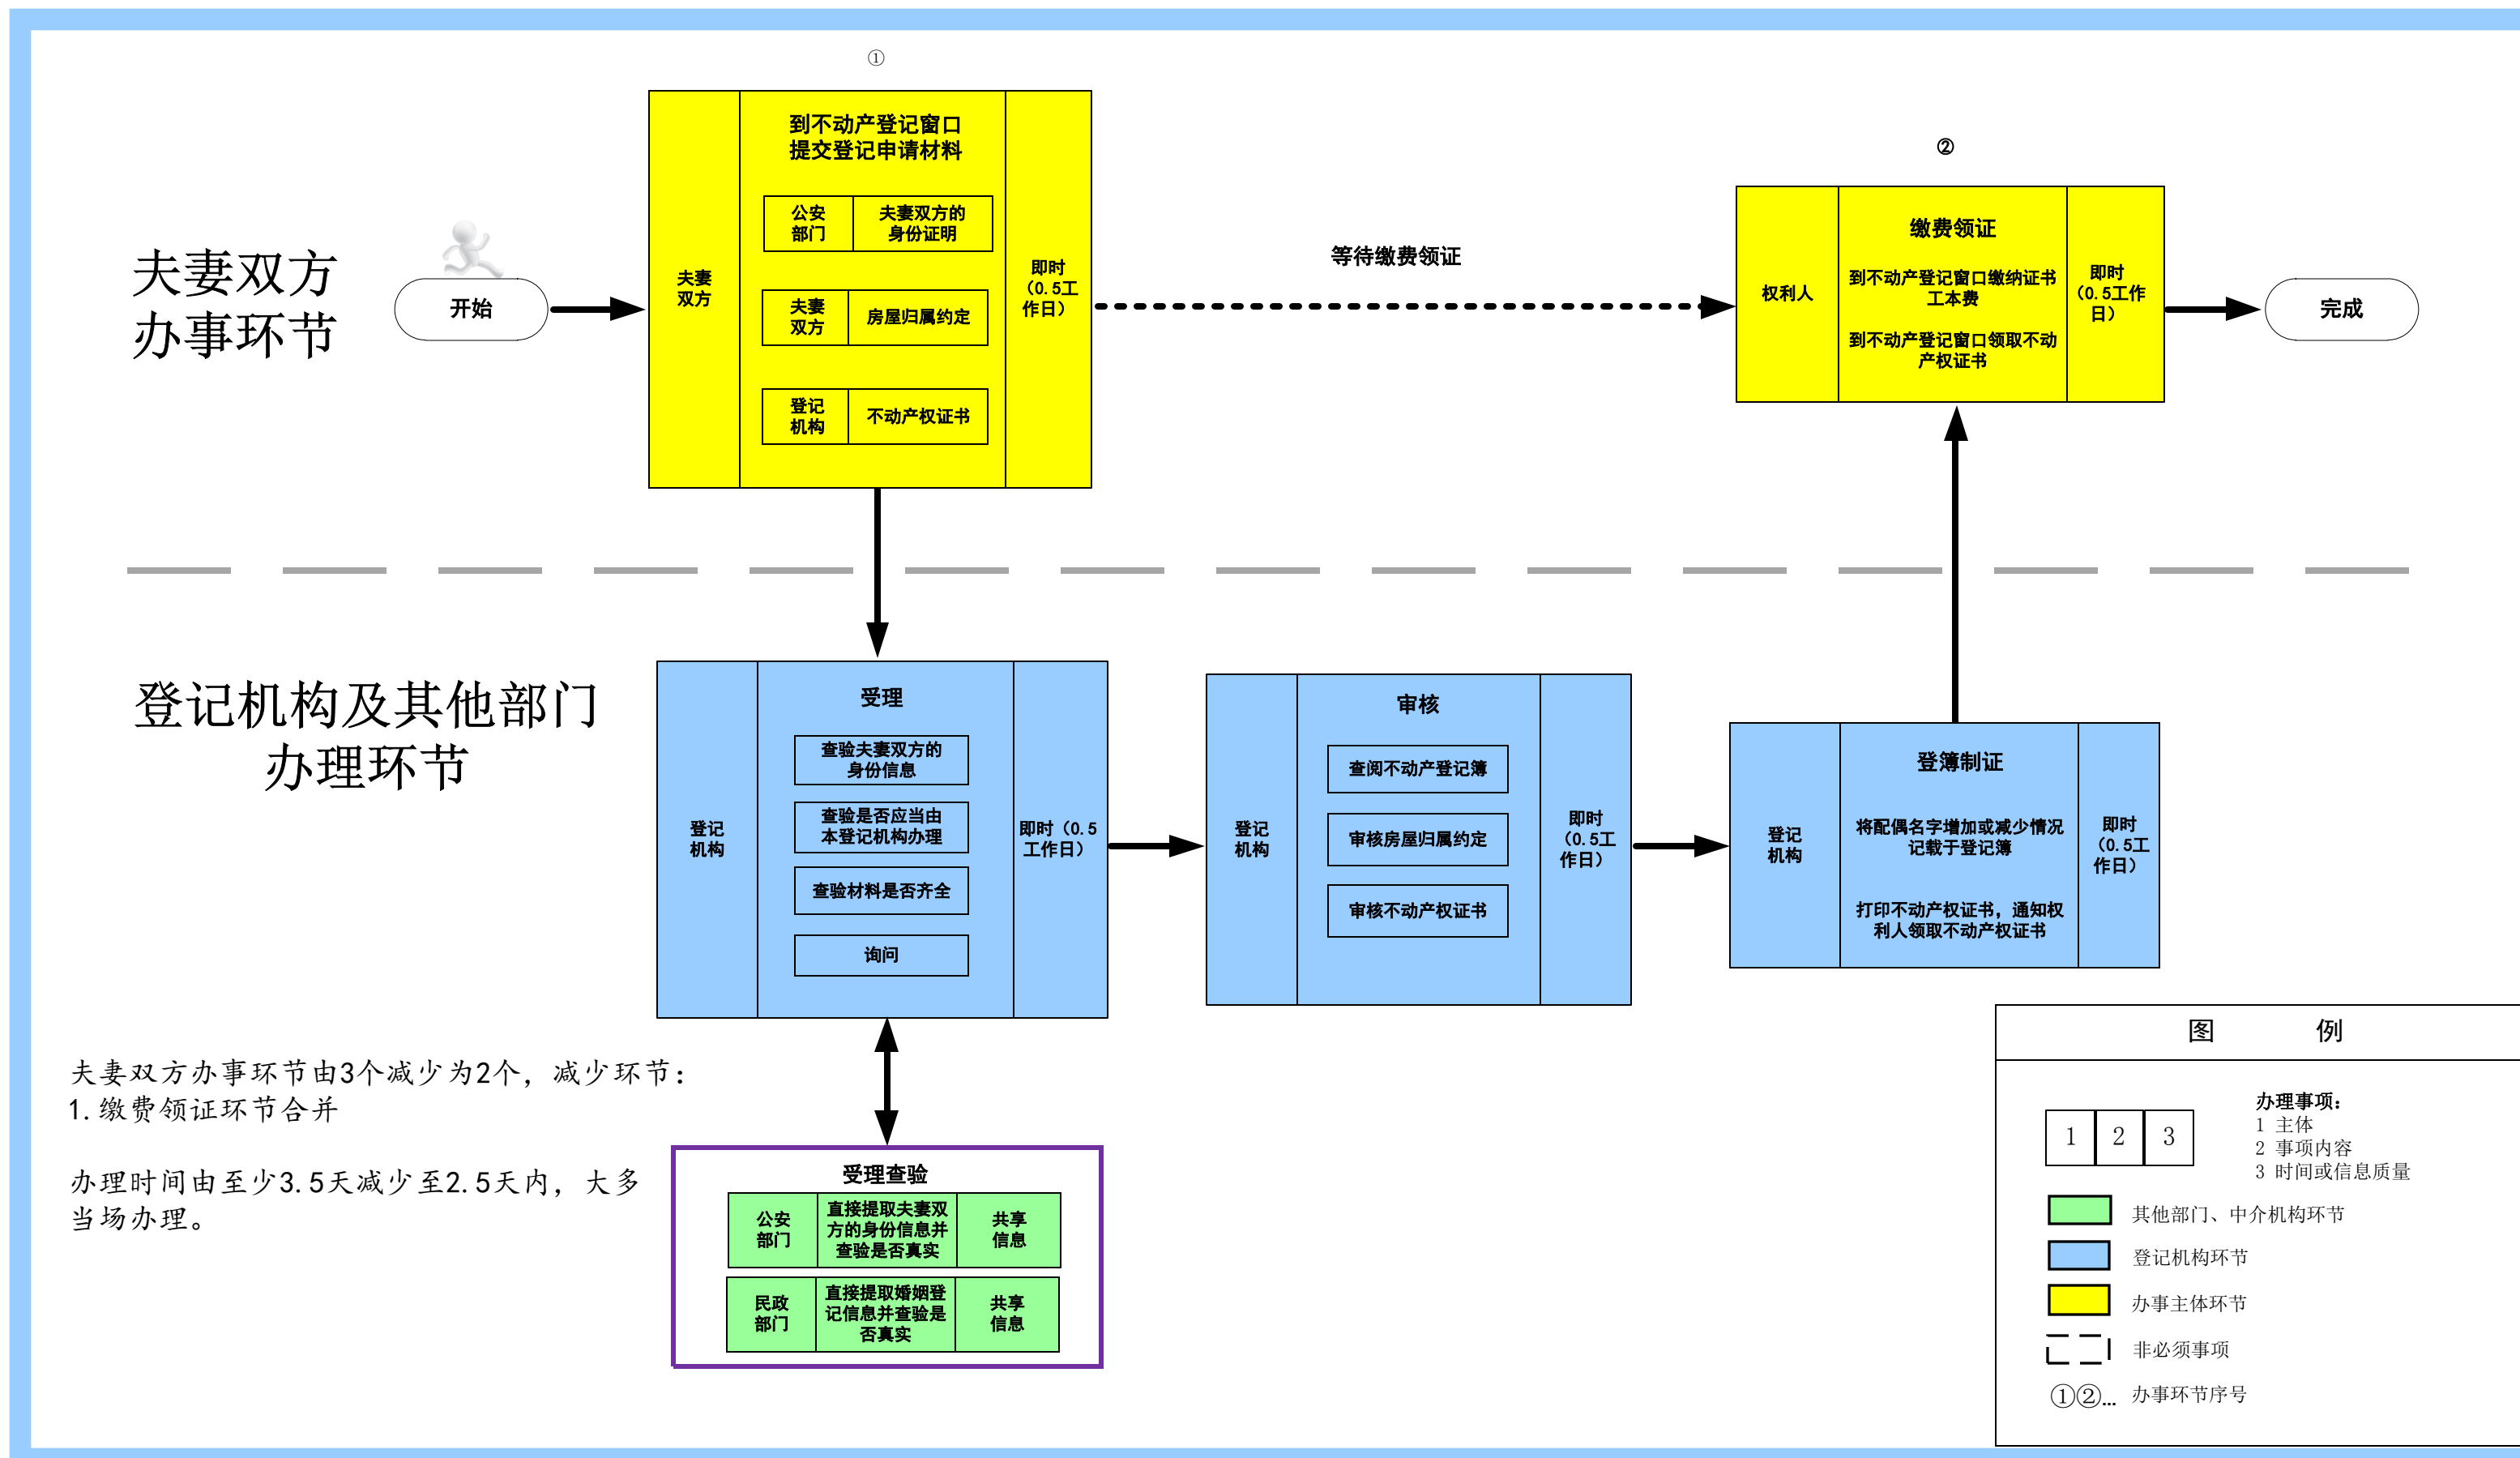 ①
到不动产登记窗口
提交登记申请材料
公安
部门
夫妻双方的
身份证明
夫妻
双方
夫妻
双方
房屋归属约定
登记
机构
不动产权证书
即时
（0.5工
作日）
夫妻双方
办事环节
开始
等待缴费领证
②
权利人
缴费领证
到不动产登记窗口缴纳证书
工本费
到不动产登记窗口领取不动
产权证书
即时
（0.5工作
日）
完成
登记机构及其他部门
办理环节
登记
机构
受理
查验夫妻双方的
身份信息
查验是否应当由
本登记机构办理
查验材料是否齐全
询问
即时（0.5
工作日）
登记
机构
审核
查阅不动产登记簿
审核房屋归属约定
审核不动产权证书
即时
（0.5工
作日）
登记
机构
登簿制证
将配偶名字增加或减少情况
记载于登记簿
打印不动产权证书，通知权
利人领取不动产权证书
即时
（0.5工
作日）
夫妻双方办事环节由3个减少为2个，减少环节：
1.缴费领证环节合并
办理时间由至少3.5天减少至2.5天内，大多
当场办理。
受理查验
公安
部门
直接提取夫妻双
方的身份信息并
查验是否真实
共享
信息
民政
部门
直接提取婚姻登
记信息并查验是
否真实
共享
信息
图 例
1 2 3
办理事项：
1 主体
2 事项内容
3 时间或信息质量
其他部门、中介机构环节
登记机构环节
办事主体环节
非必须事项
①②… 办事环节序号